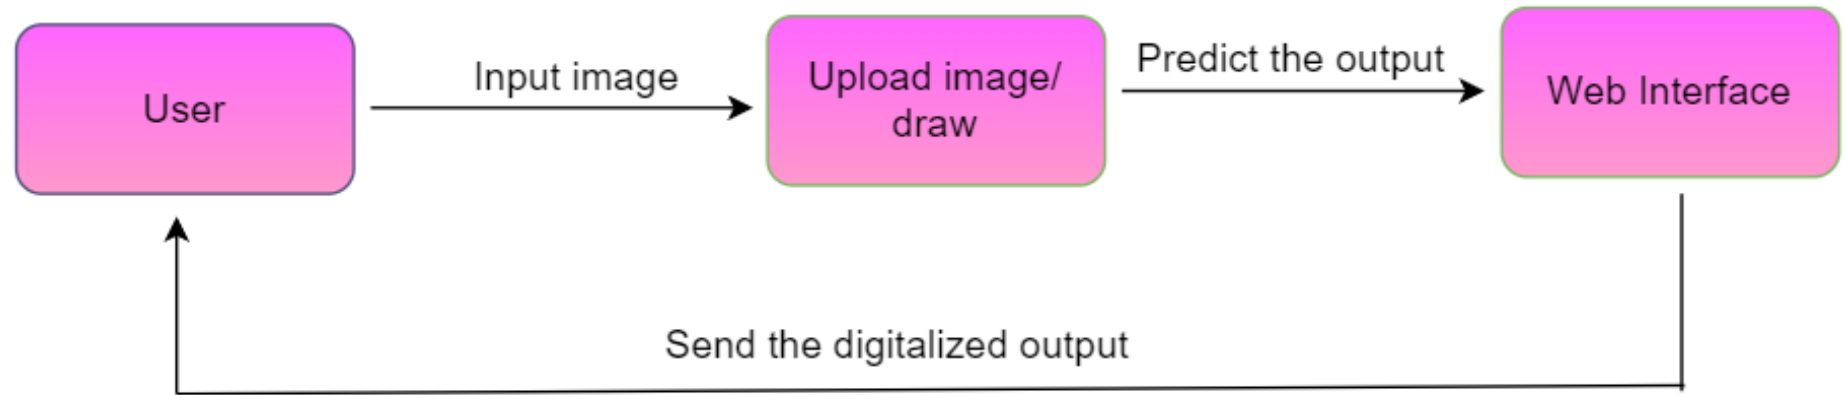 User
Input image
Upload image/
draw
Predict the output
Web Interface
Send the digitalized output